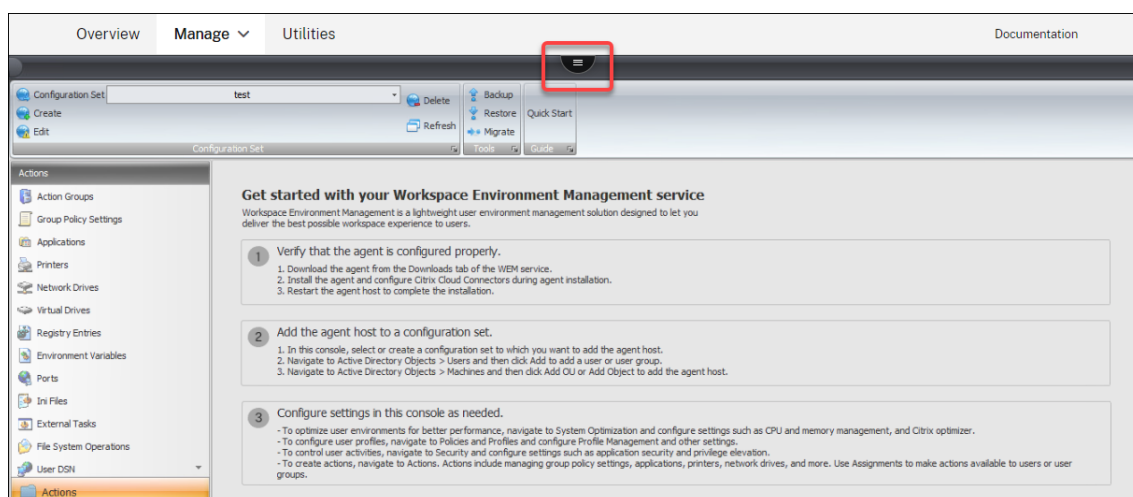 Overview Manage Utilities Documentation
Configuration Set test Delete Backup
Create Restore Quick Start
Edit Refresh Migrate
Configuration Set Tools Guide
Actions
Action Groups
Group Policy Settings
Applications
Printers
Network Drives
Virtual Drives
Registry Entries
Environment Variables
Ports
Ini Files
External Tasks
File System Operations
User DSN
Actions
Get started with your Workspace Environment Management service
Workspace Environment Management is a lightweight user environment management solution designed to let you
deliver the best possible workspace experience to users.
1 Verify that the agent is configured properly.
1. Download the agent from the Downloads tab of the WEM service.
2. Install the agent and configure Citrix Cloud Connectors during agent installation.
3. Restart the agent host to complete the installation.
2 Add the agent host to a configuration set.
1. In this console, select or create a configuration set to which you want to add the agent host.
2. Navigate to Active Directory Objects > Users and then click Add to add a user or user group.
3. Navigate to Active Directory Objects > Machines and then click Add OU or Add Object to add the agent host.
3 Configure settings in this console as needed.
- To optimize user environments for better performance, navigate to System Optimization and configure settings such as CPU and memory management, and Citrix optimizer.
- To configure user profiles, navigate to Policies and Profiles and configure Profile Management and other settings.
- To control user activities, navigate to Security and configure settings such as application security and privilege elevation.
- To create actions, navigate to Actions. Actions include managing group policy settings, applications, printers, network drives, and more. Use Assignments to make actions available to users or user
groups.